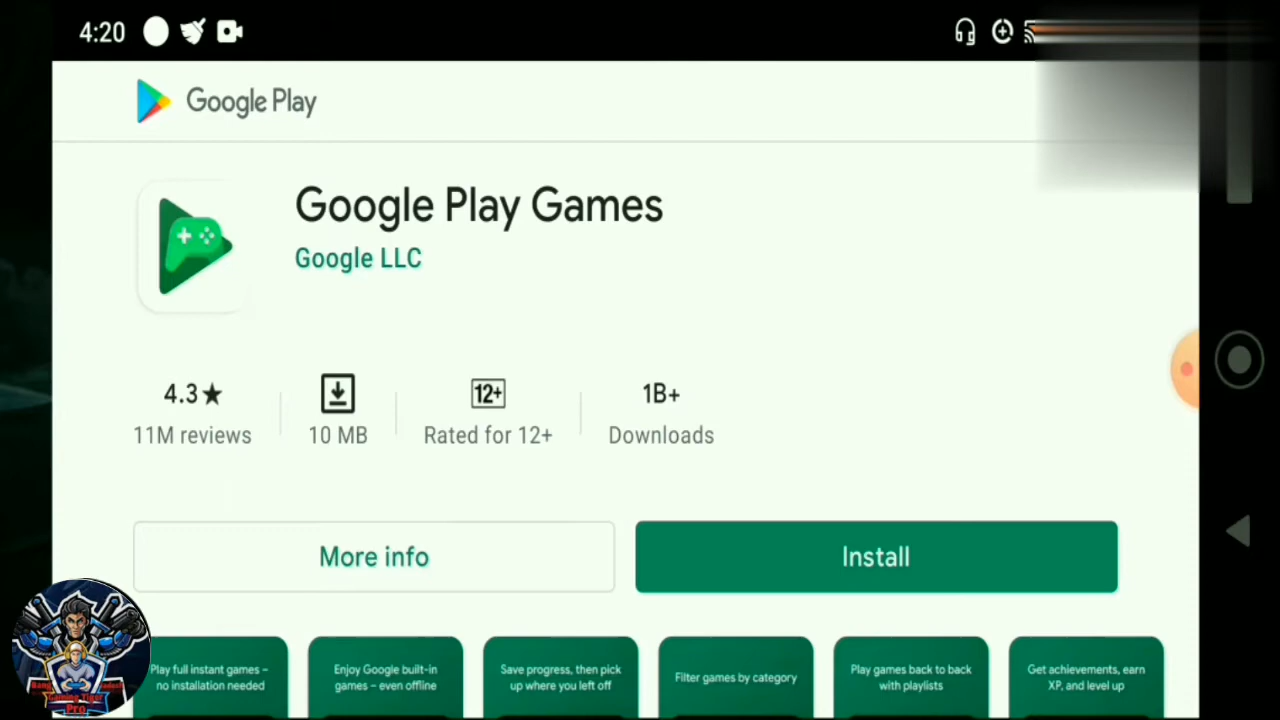 4:20
Google Play
Google Play Games
Google LLC
4.3★
11M reviews
10 MB
12+
Rated for 12+
1B+
Downloads
More info
Install
Play full instant games –
no installation needed
Enjoy Google built-in
games – even offline
Save progress, then pick
up where you left off
Filter games by category
Play games back to back
with playlists
Get achievements, earn
XP, and level up
Gaming Tiger
Pro